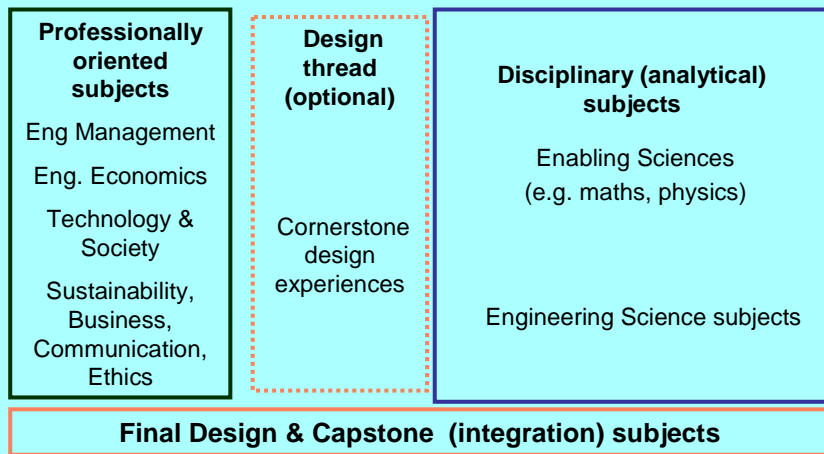 Professionally
oriented
subjects
Eng Management
Eng. Economics
Technology &
Society
Sustainability,
Business,
Communication,
Ethics
Design
thread
(optional)
Cornerstone
design
experiences
Disciplinary (analytical)
subjects
Enabling Sciences
(e.g. maths, physics)
Engineering Science subjects
Final Design & Capstone (integration) subjects